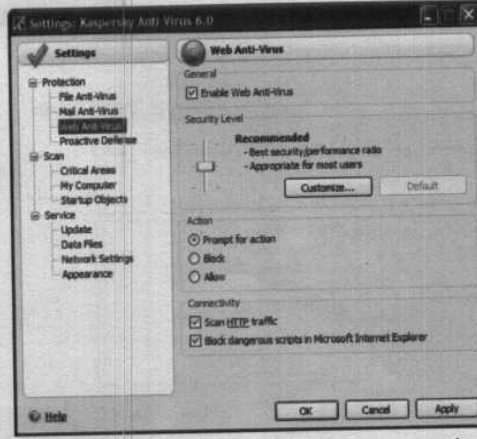 Settings: Kaspersky Anti-Virus 6.0
Settings
Protection
File Anti-Virus
Mail Anti-Virus
Web Anti-Virus
Proactive Defense
Scan
Critical Areas
My Computer
Startup Objects
Service
Update
Data Files
Network Settings
Appearance
Help
Web Anti-Virus
General
Enable Web Anti-Virus
Security Level
Recommended
- Best security/performance ratio
- Appropriate for most users
Customize...
Default
Action
Prompt for action
Block
Allow
Connectivity
Scan HTTP traffic
Block dangerous scripts in Microsoft Internet Explorer
OK
Cancel
Apply